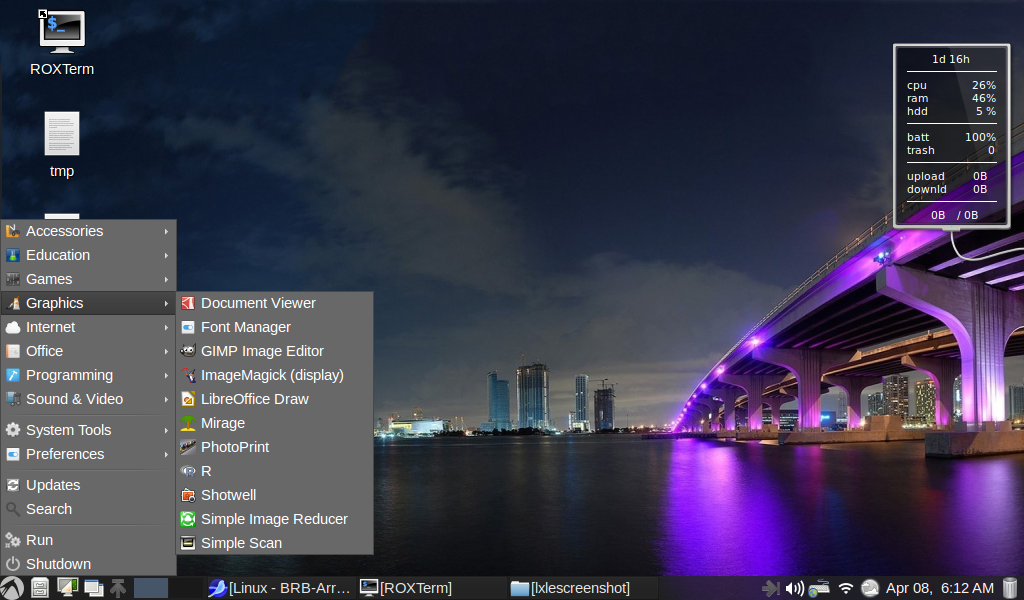 ROXTerm
tmp
1d 16h
cpu 26%
ram 46%
hdd 5 %
batt 100%
trash 0
upload 0B
downld 0B
0B / 0B
Accessories
Education
Games
Graphics
Internet
Office
Programming
Sound & Video
System Tools
Preferences
Updates
Search
Run
Shutdown
Document Viewer
Font Manager
GIMP Image Editor
ImageMagick (display)
LibreOffice Draw
Mirage
PhotoPrint
R
Shotwell
Simple Image Reducer
Simple Scan
[Linux - BRB-Arr… [ROXTerm] [lxlescreenshot] Apr 08, 6:12 AM